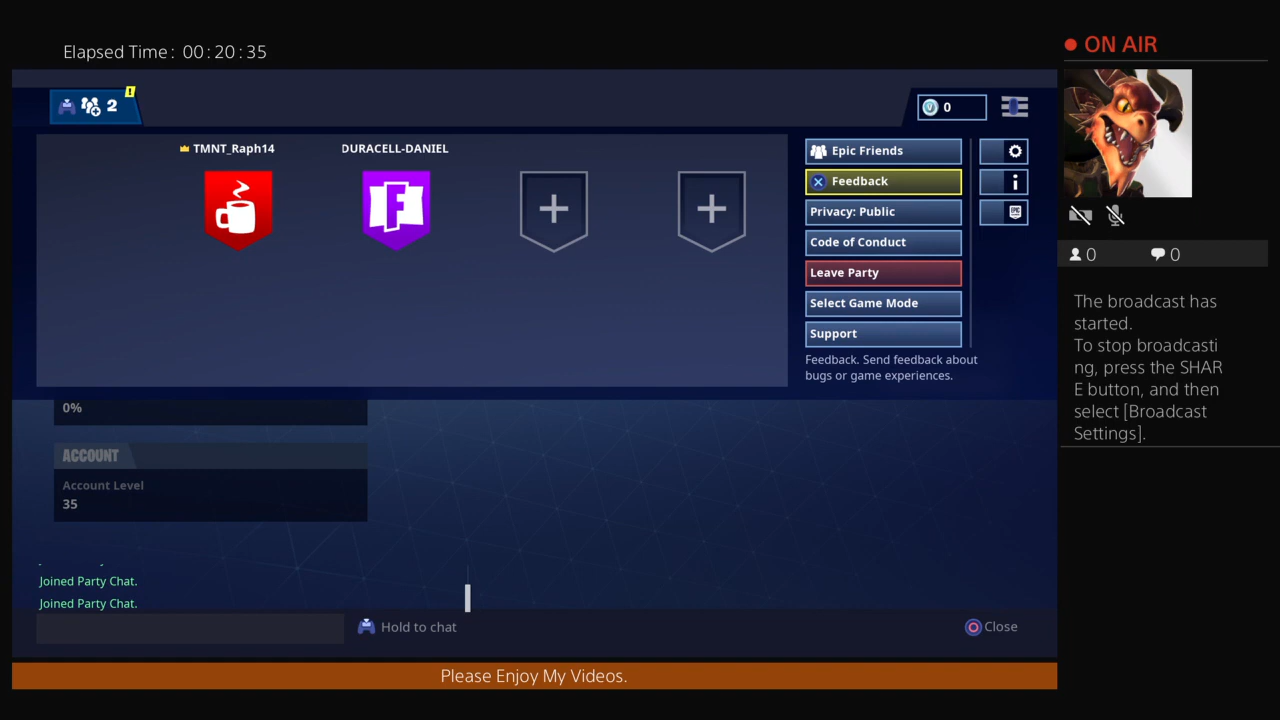 Elapsed Time: 00:20:35
ON AIR
2
0
TMNT_Raph14
DURACELL-DANIEL
Epic Friends
Feedback
Privacy: Public
Code of Conduct
Leave Party
Select Game Mode
Support
Feedback. Send feedback about
bugs or game experiences.
0 0
The broadcast has
started.
To stop broadcasti
ng, press the SHAR
E button, and then
select [Broadcast
Settings].
0%
ACCOUNT
Account Level
35
Joined Party Chat.
Joined Party Chat.
Hold to chat
Close
Please Enjoy My Videos.